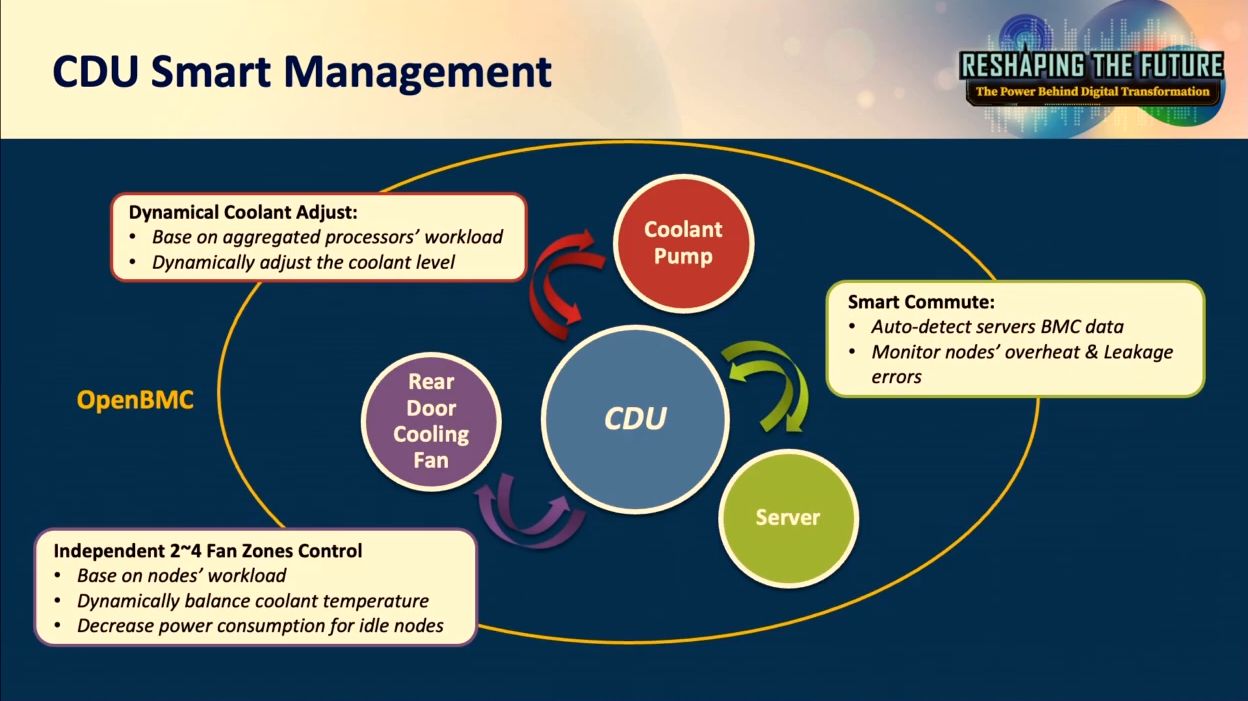 CDU Smart Management
RESHAPING THE FUTURE
The Power Behind Digital Transformation
Dynamical Coolant Adjust:
• Base on aggregated processors’ workload
• Dynamically adjust the coolant level
Coolant
Pump
Smart Commute:
• Auto-detect servers BMC data
• Monitor nodes’ overheat & Leakage
errors
OpenBMC
Rear
Door
Cooling
Fan
CDU
Server
Independent 2~4 Fan Zones Control
• Base on nodes’ workload
• Dynamically balance coolant temperature
• Decrease power consumption for idle nodes